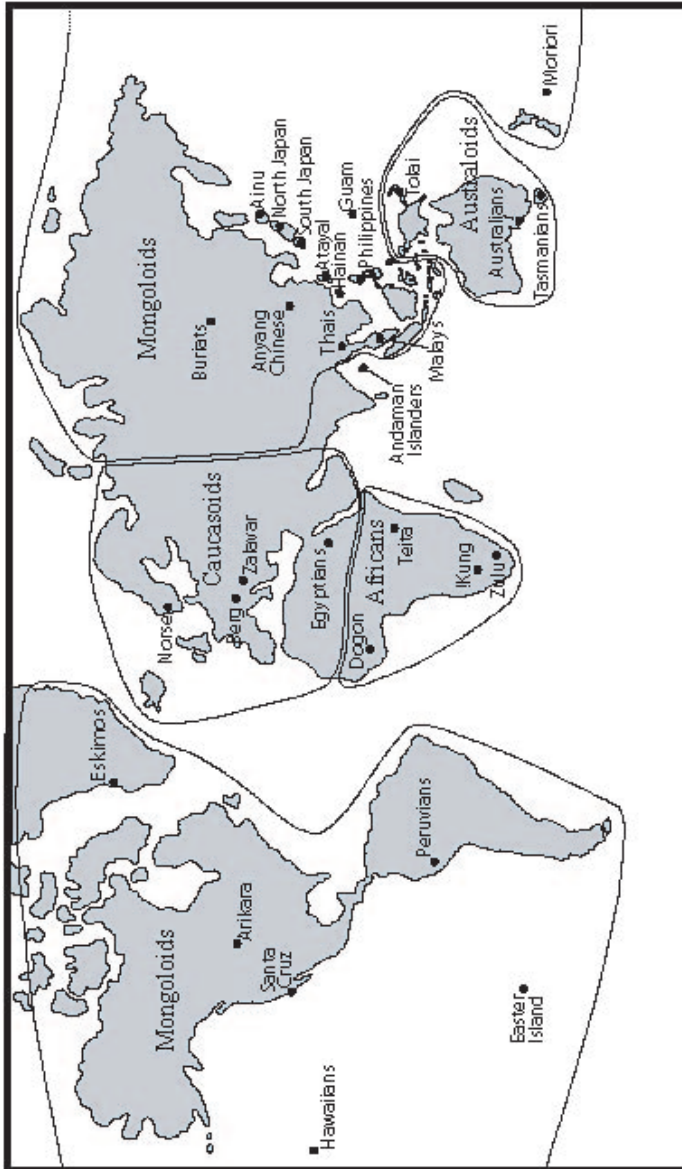 Mongoloids
Eskimos
Arikara
Santa
Cruz
Hawaiians
Peruvians
Easter
Island
Norse
Caucasoids
Berg
Zalavar
Egyptians
Africans
Dogon
Teita
IKung
Zulu
Mongoloids
Buriats
Anyang
Chinese
Ainu
North Japan
South Japan
Atayal
Hainan
Thais
Guam
Philippines
Andaman
Islanders
Malays
Tolai
Australoids
Australians
Tasmanians
Moriori